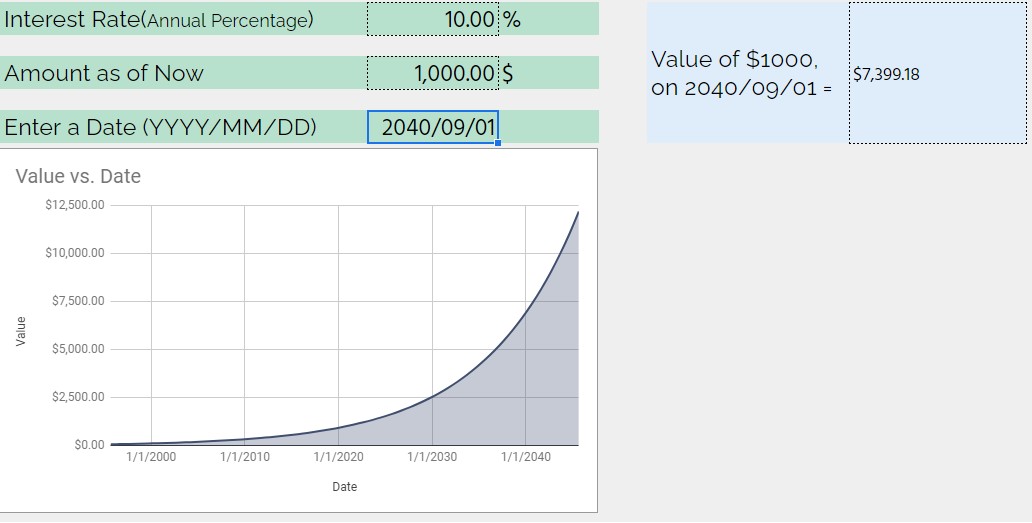 Interest Rate(Annual Percentage) 10.00 %
Amount as of Now 1,000.00 $
Enter a Date (YYYY/MM/DD) 2040/09/01
Value of $1000,
on 2040/09/01 =
$7,399.18
Value vs. Date
$12,500.00
$10,000.00
$7,500.00
$5,000.00
$2,500.00
$0.00
Value
1/1/2000 1/1/2010 1/1/2020 1/1/2030 1/1/2040
Date